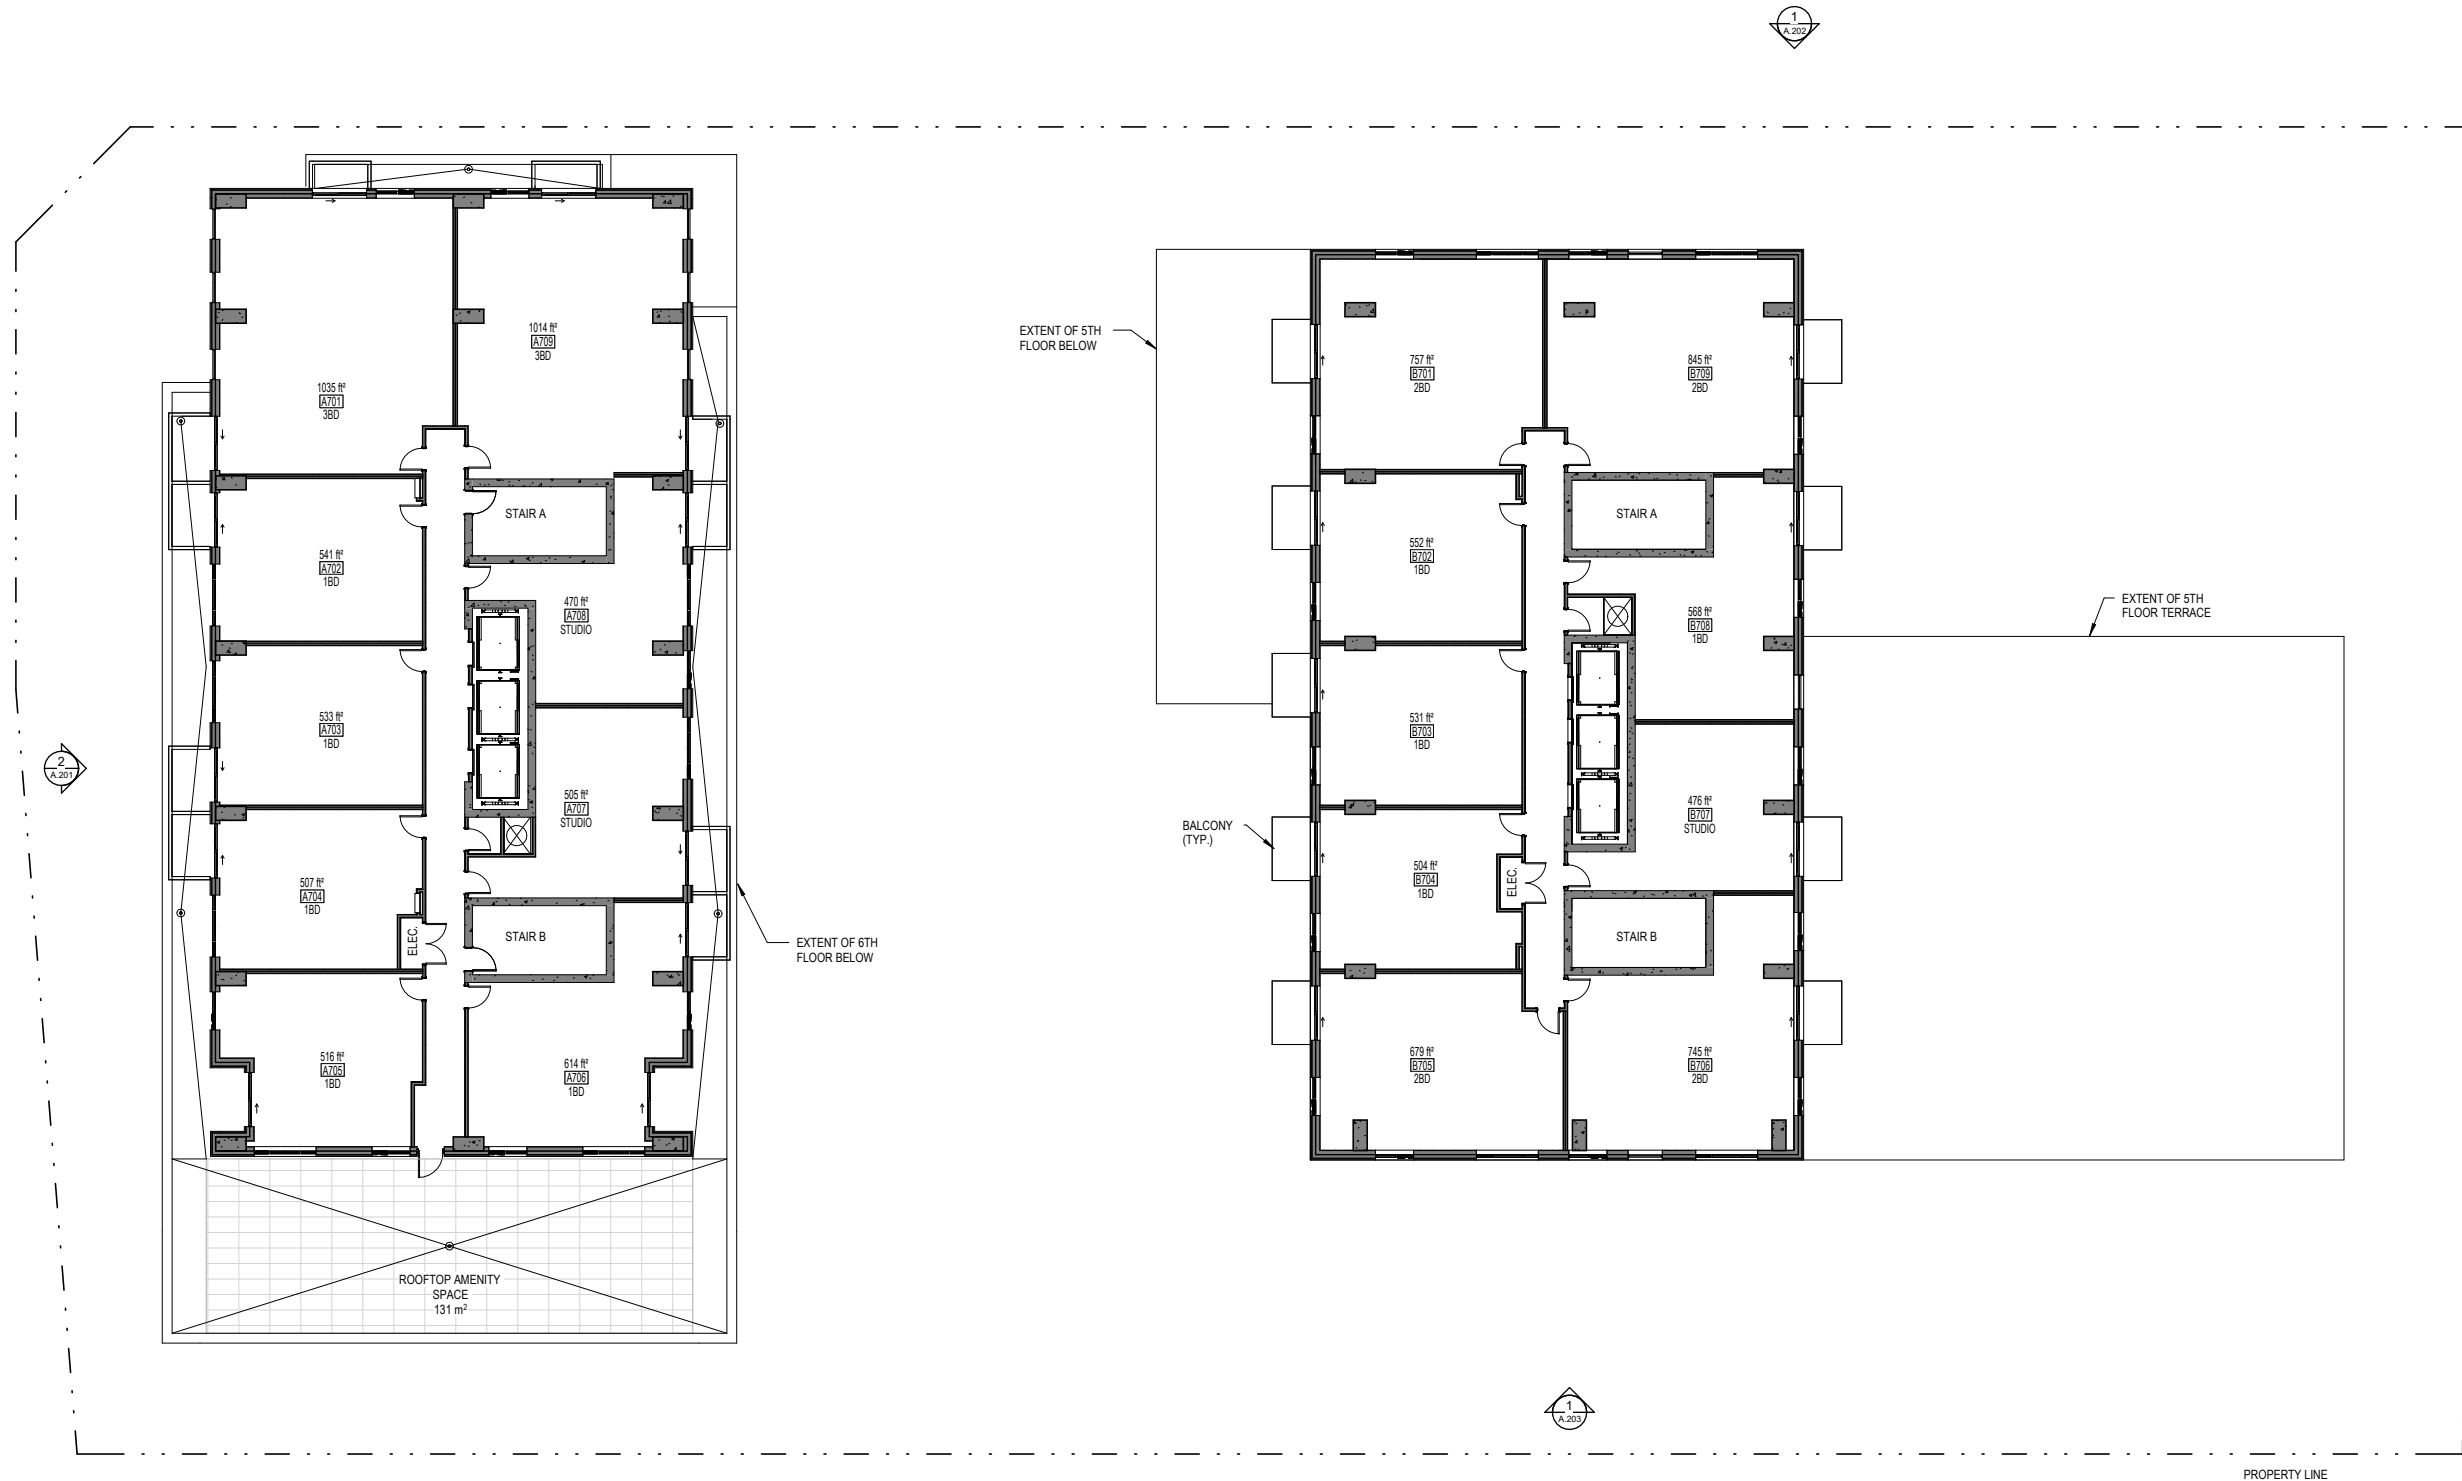 1
A.202
1014 ft²
A709
3BD
1035 ft²
A701
3BD
STAIR A
541 ft²
A702
1BD
470 ft²
A708
STUDIO
533 ft²
A703
1BD
505 ft²
A707
STUDIO
507 ft²
A704
1BD
ELEC.
STAIR B
516 ft²
A705
1BD
614 ft²
A706
1BD
EXTENT OF 6TH
FLOOR BELOW
ROOFTOP AMENITY
SPACE
131 m²
2
A.201
EXTENT OF 5TH
FLOOR BELOW
757 ft²
B701
2BD
845 ft²
B709
2BD
STAIR A
552 ft²
B702
1BD
568 ft²
B708
1BD
EXTENT OF 5TH
FLOOR TERRACE
531 ft²
B703
1BD
476 ft²
B707
STUDIO
BALCONY
(TYP.)
504 ft²
B704
1BD
ELEC.
STAIR B
679 ft²
B705
2BD
745 ft²
B706
2BD
1
A.203
PROPERTY LINE